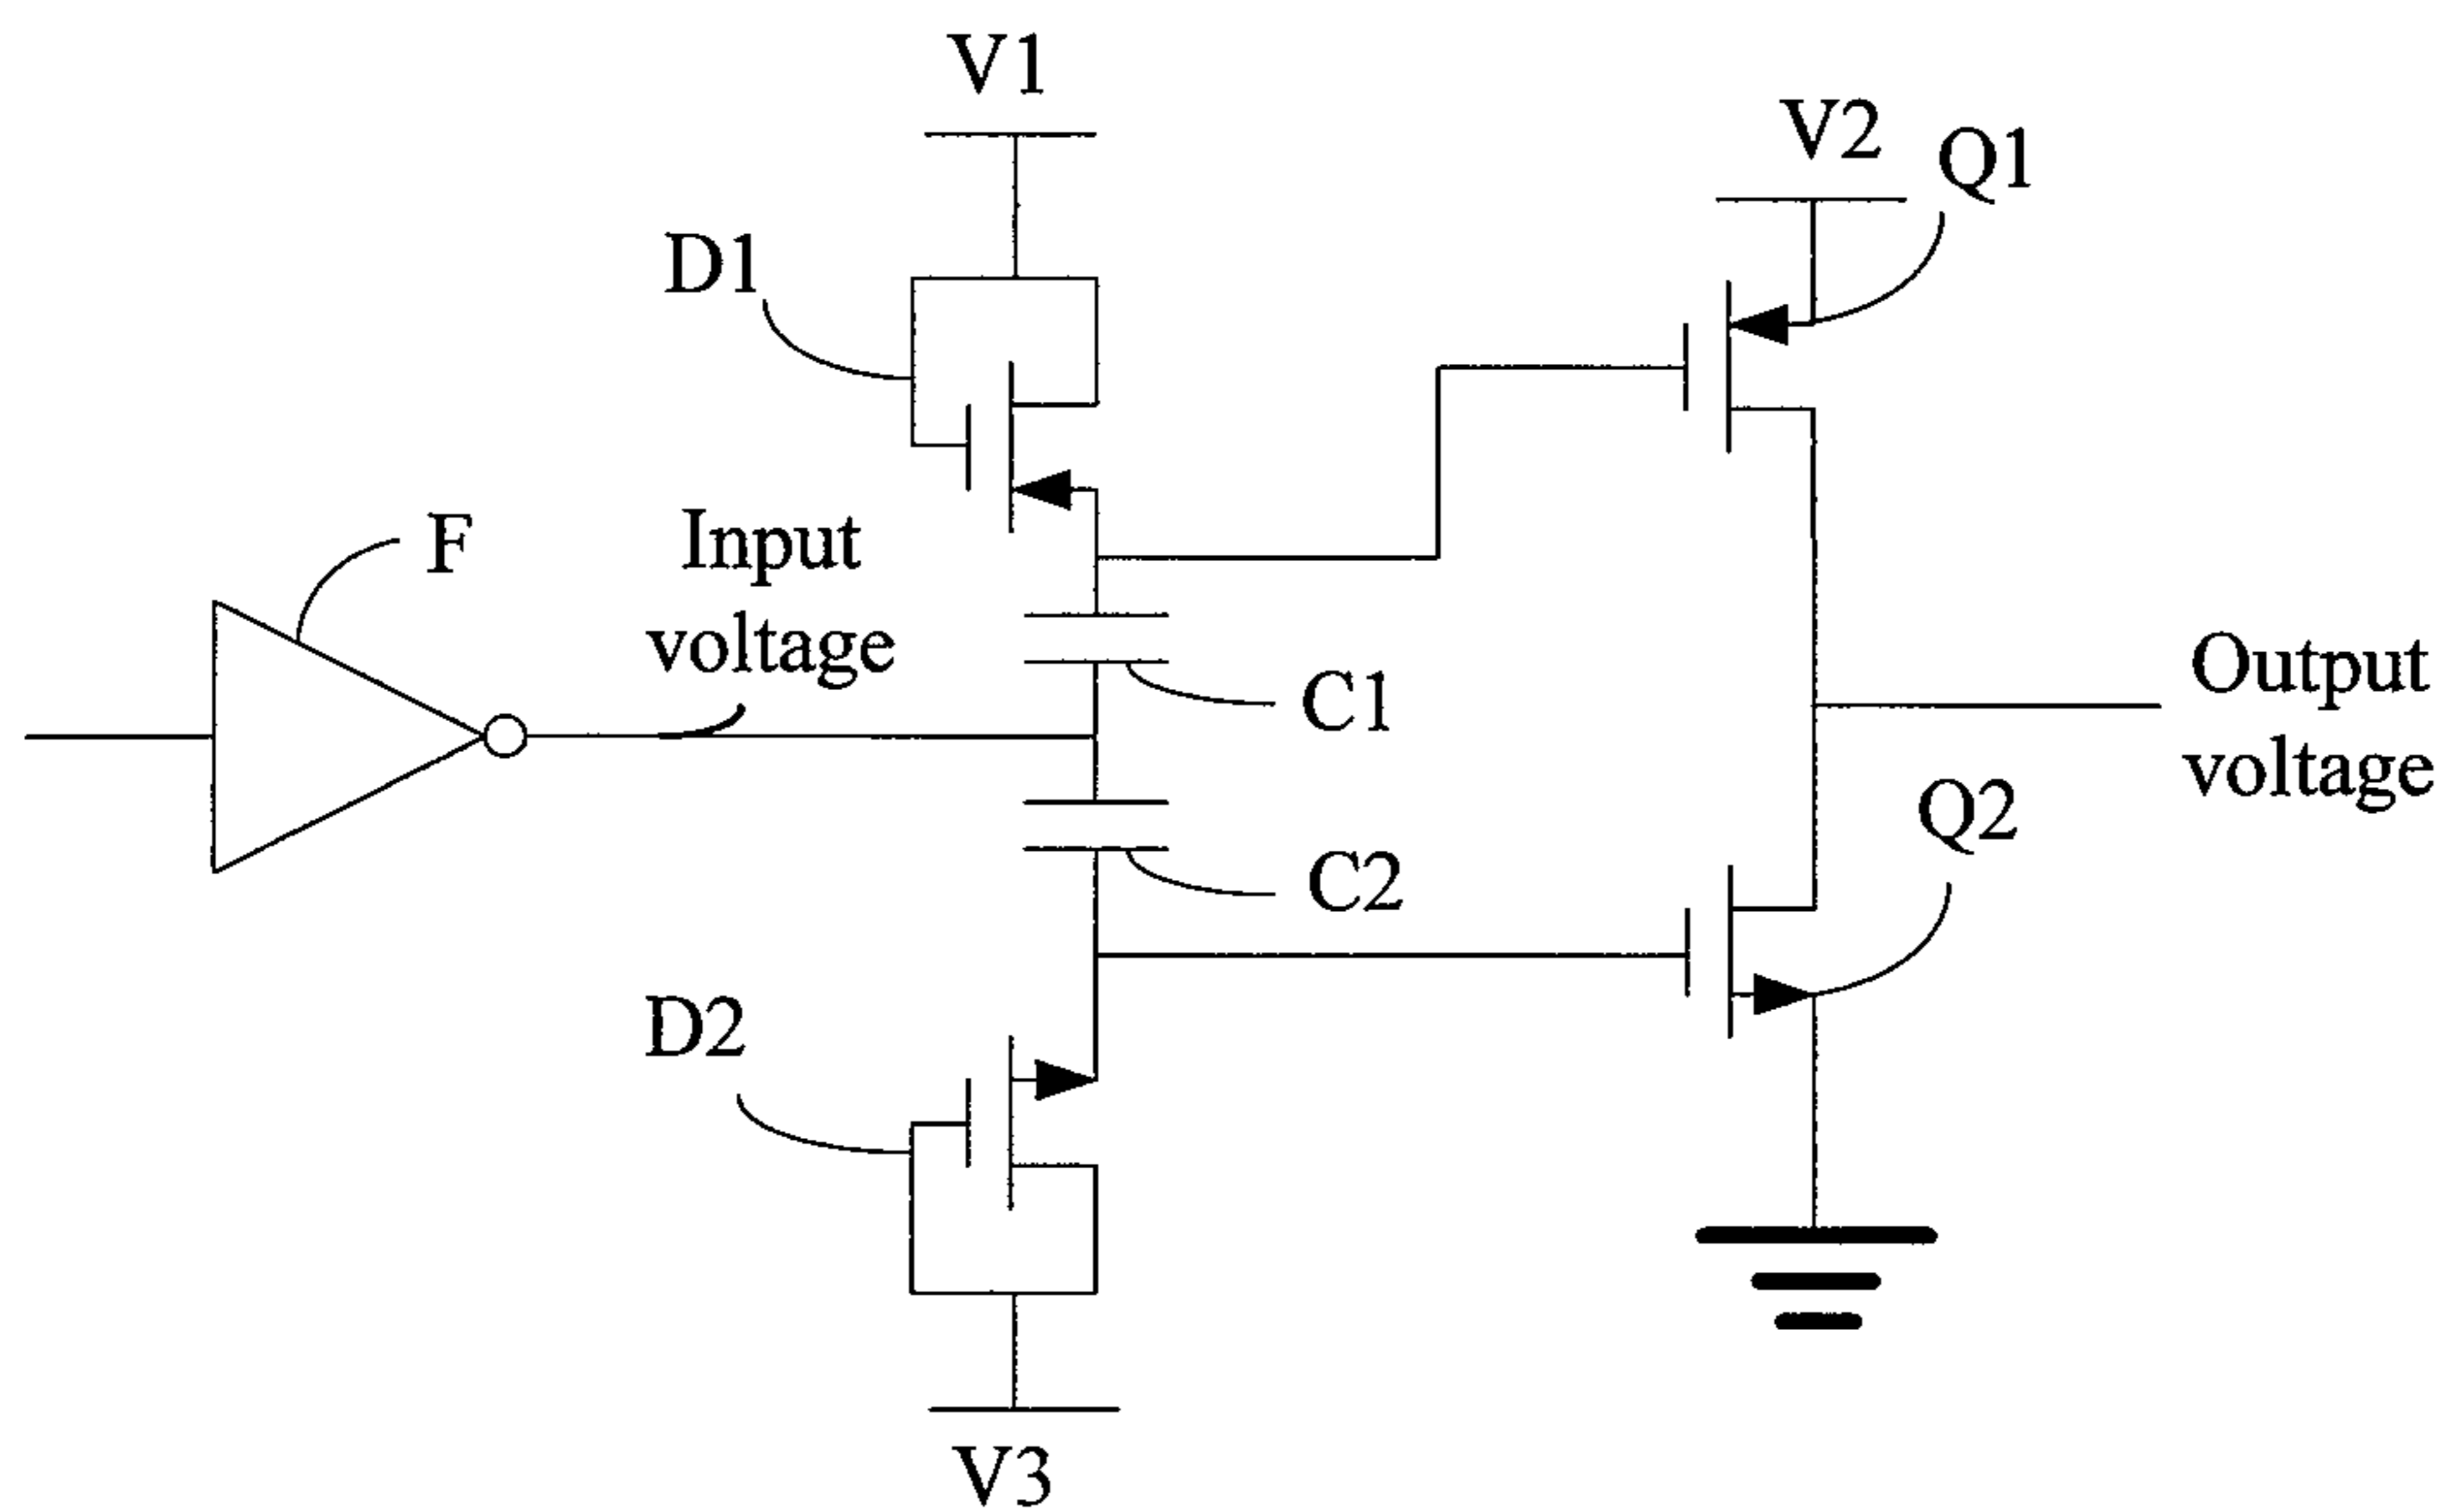 V1
V2
Q1
D1
F
Input
voltage
C1
Output
voltage
Q2
C2
D2
V3